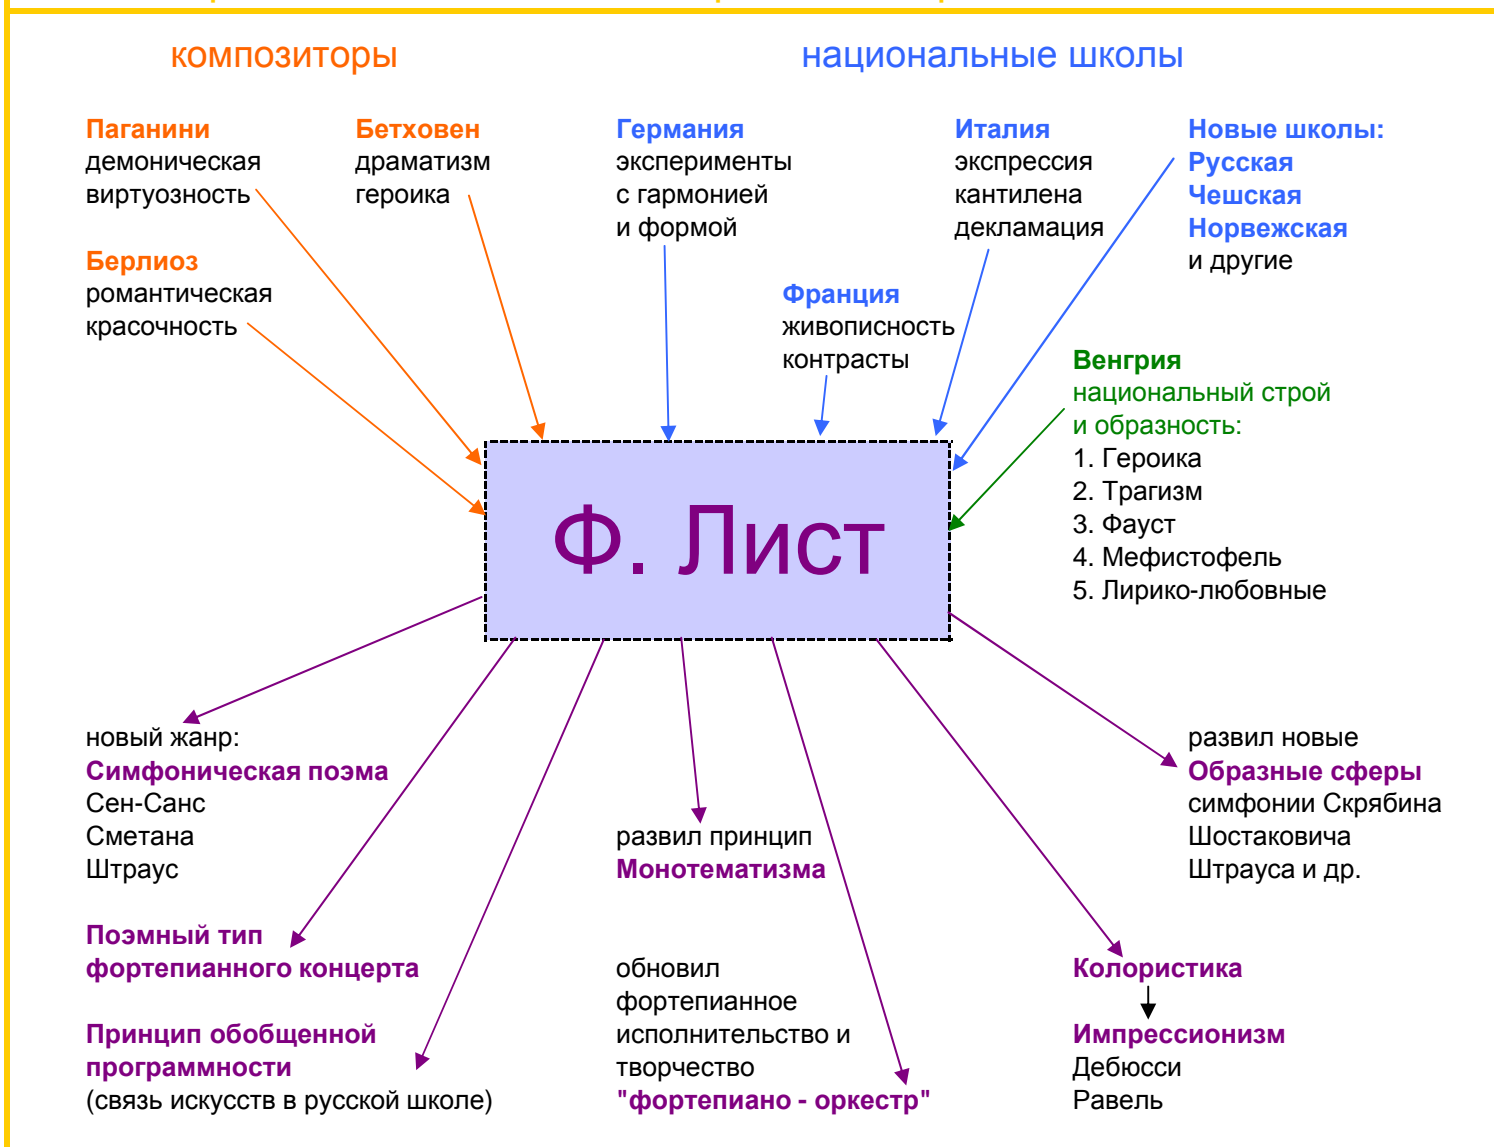 композиторы
национальные школы
Паганини
демоническая
виртуозность
Бетховен
драматизм
героика
Германия
эксперименты
с гармонией
и формой
Италия
экспрессия
кантилена
декламация
Новые школы:
Русская
Чешская
Норвежская
и другие
Берлиоз
романтическая
красочность
Франция
живописность
контрасты
Венгрия
национальный строй
и образность:
1. Героика
2. Трагизм
3. Фауст
4. Мефистофель
5. Лирико-любовные
Ф. Лист
новый жанр:
Симфоническая поэма
Сен-Санс
Сметана
Штраус
развил принцип
Монотематизма
развил новые
Образные сферы
симфонии Скрябина
Шостаковича
Штрауса и др.
Поэмный тип
фортепианного концерта
Принцип обобщенной
программности
(связь искусств в русской школе)
обновил
фортепианное
исполнительство и
творчество
"фортепиано - оркестр"
Колористика
Импрессионизм
Дебюсси
Равель